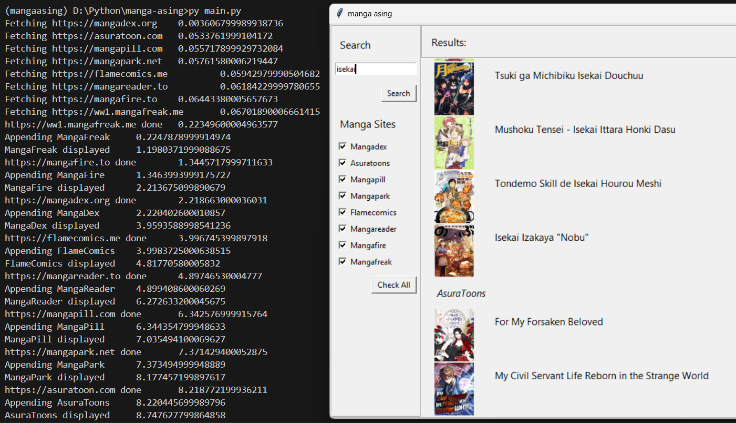 (mangaasing) D:\Python\manga-asing>py main.py
Fetching https://mangadex.org 0.003606799989938736
Fetching https://asuratoon.com 0.0533761999104172
Fetching https://mangapill.com 0.055717899929732084
Fetching https://mangapark.net 0.05761580006219447
Fetching https://flamecomics.me 0.05942979990504682
Fetching https://mangareader.to 0.06184229999780655
Fetching https://mangafire.to 0.06443380005657673
Fetching https://ww1.mangafreak.me 0.06701890006661415
https://ww1.mangafreak.me done 0.22349600004963577
Appending MangaFreak 0.224787899914974
MangaFreak displayed 1.1980371999088675
https://mangafire.to done 1.3445717999711633
Appending MangaFire 1.3463993999175727
MangaFire displayed 2.213675099890679
https://mangadex.org done 2.218663000036031
Appending MangaDex 2.220402600010857
MangaDex displayed 3.9593588998541236
https://flamecomics.me done 3.996745399897918
Appending FlameComics 3.9983725000638515
FlameComics displayed 4.81770580005832
https://mangareader.to done 4.89746530004777
Appending MangaReader 4.899408600060269
MangaReader displayed 6.272633200045675
https://mangapill.com done 6.342576999915764
Appending MangaPill 6.344354799948633
MangaPill displayed 7.035494100069627
https://mangapark.net done 7.371429400052875
Appending MangaPark 7.373494999948889
MangaPark displayed 8.177457199897617
https://asuratoon.com done 8.218772199936211
Appending AsuraToons 8.220445699989796
AsuraToons displayed 8.747627799864858
manga asing
Search
isekai
Search
Manga Sites
Mangadex
Asuratoons
Mangapill
Mangapark
Flamecomics
Mangareader
Mangafire
Mangafreak
Check All
Results:
Tsuki ga Michibiku Isekai Douchuu
Mushoku Tensei - Isekai Ittara Honki Dasu
Tondemo Skill de Isekai Hourou Meshi
Isekai Izakaya "Nobu"
AsuraToons
For My Forsaken Beloved
My Civil Servant Life Reborn in the Strange World